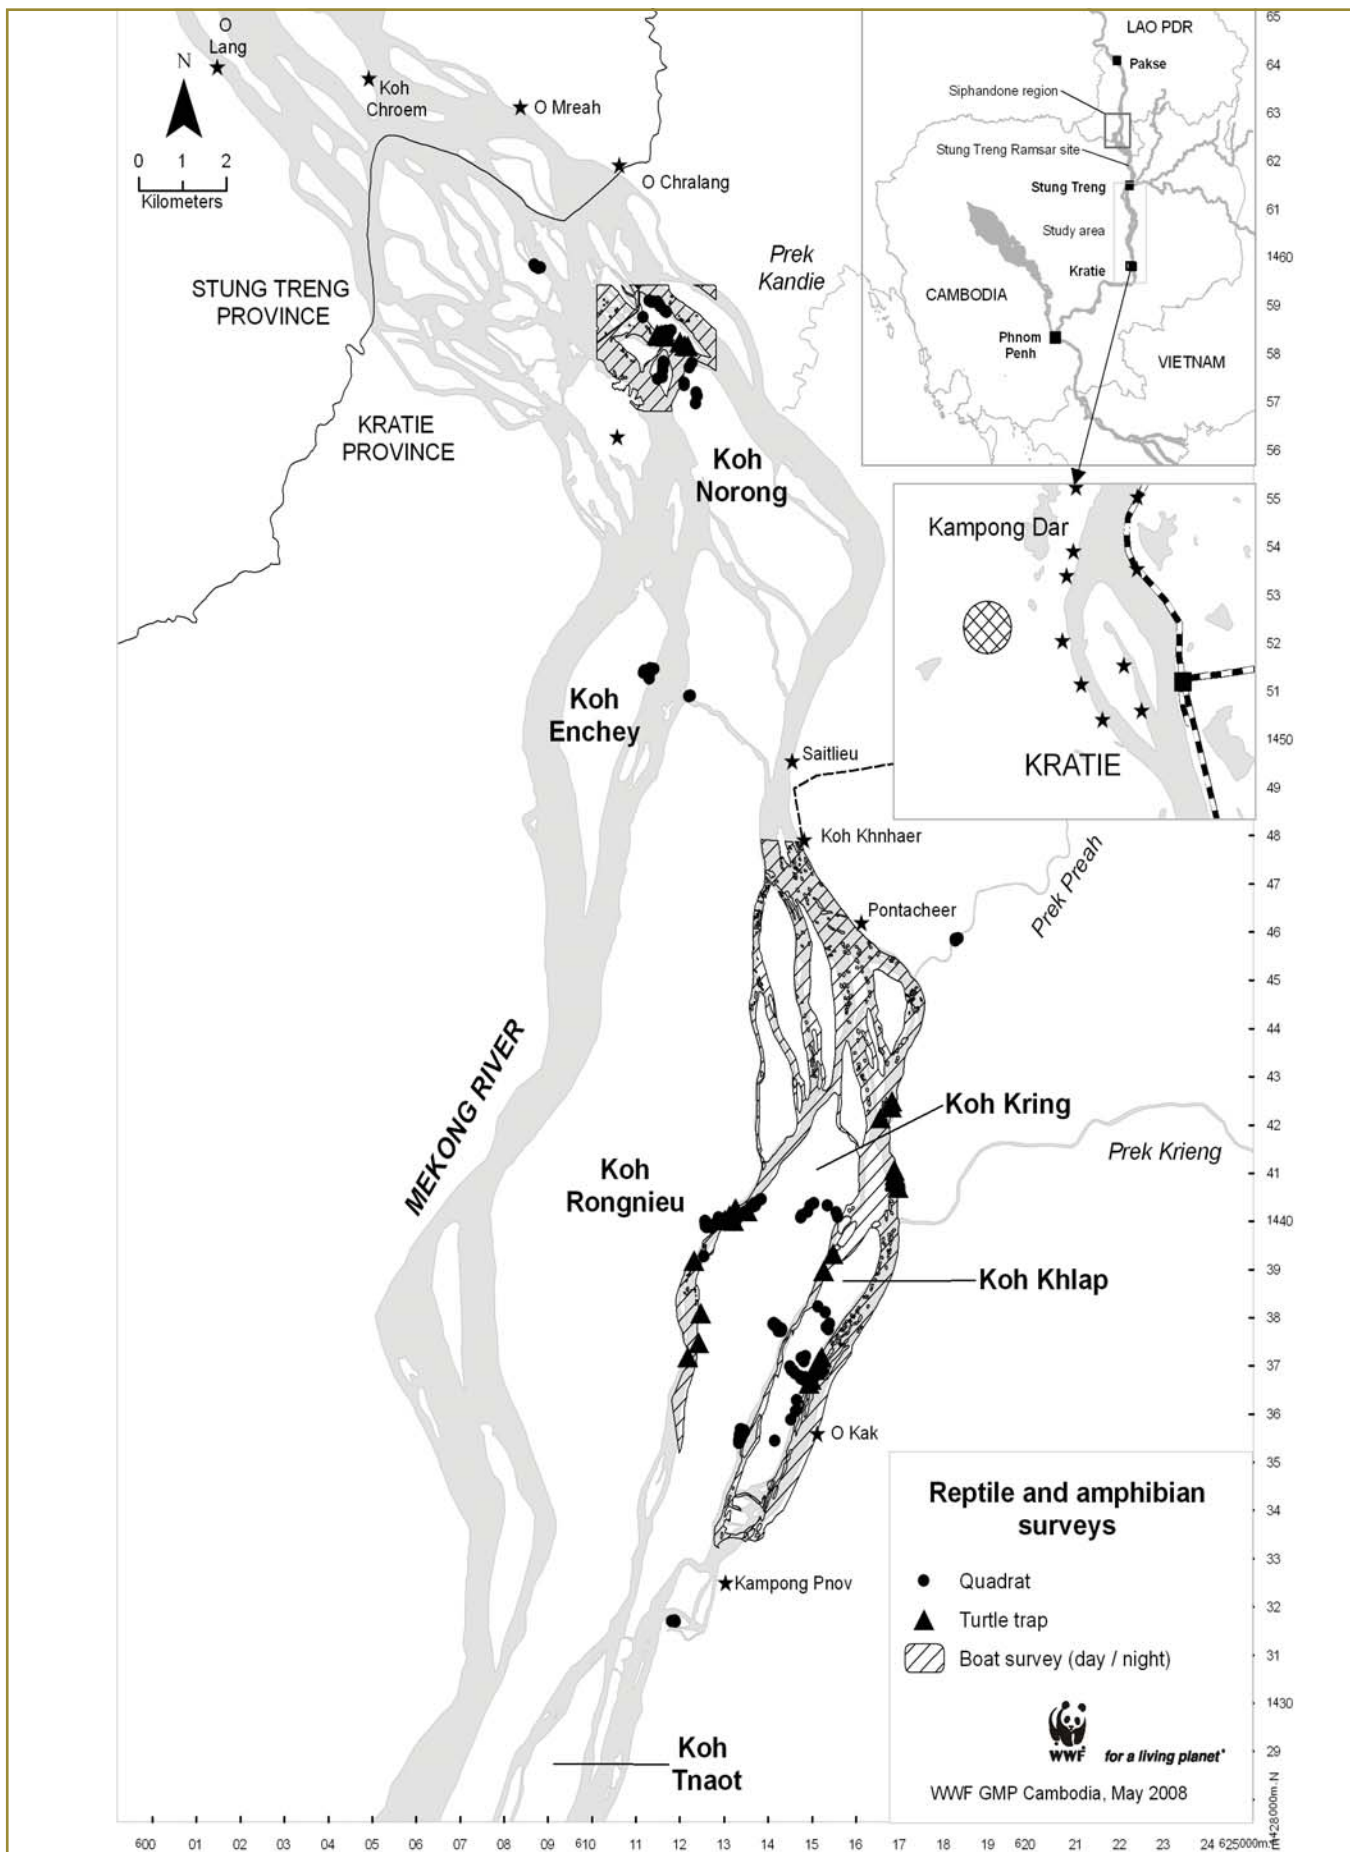 O
Lang
N
Koh
Chroem
O Mreah
O Chralang
0 1 2
Kilometers
STUNG TRENG
PROVINCE
KRATIE
PROVINCE
Prek
Kandie
Koh
Norong
Koh
Enchey
Saitlieu
Koh Khnhaer
Pontacheer
Prek Preah
MEKONG RIVER
Koh Kring
Prek Krieng
Koh
Rongnieu
Koh Khlap
O Kak
Kampong Pnov
Koh
Tnaot
LAO PDR
Pakse
Siphandone region
Stung Treng Ramsar site
Stung Treng
Study area
Kratie
CAMBODIA
Phnom
Penh
VIETNAM
Kampong Dar
KRATIE
Reptile and amphibian
surveys
Quadrat
Turtle trap
Boat survey (day / night)
WWF
for a living planet®
WWF GMP Cambodia, May 2008
65
64
63
62
61
1460
59
58
57
56
55
54
53
52
51
1450
49
48
47
46
45
44
43
42
41
1440
39
38
37
36
35
34
33
32
31
1430
29
1428000m.N
600 01 02 03 04 05 06 07 08 09 610 11 12 13 14 15 16 17 18 19 620 21 22 23 24 625000m.E